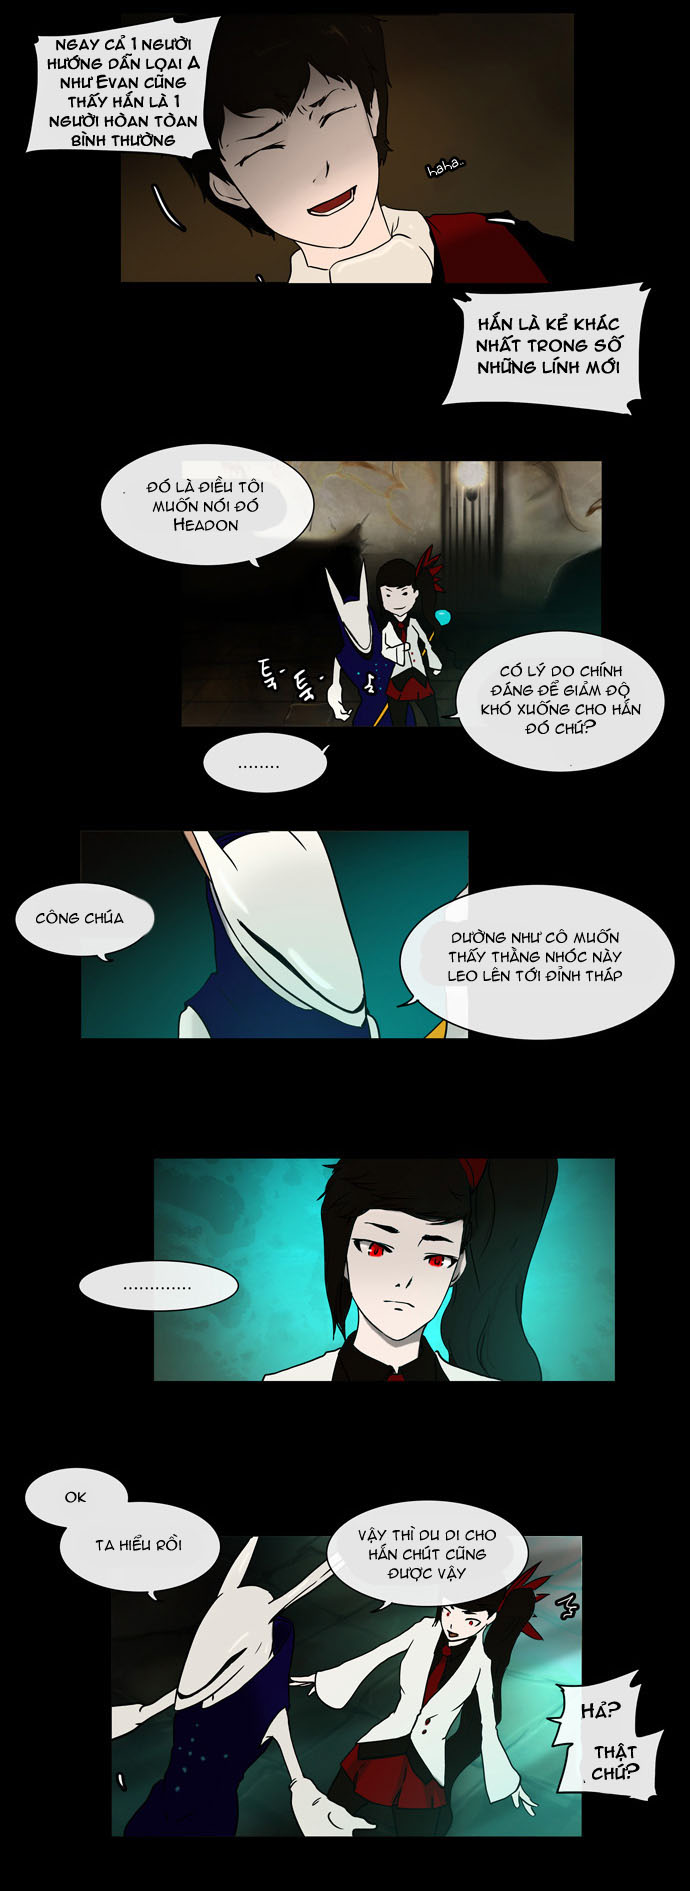 NGAY CẢ 1 NGƯỜI
HƯỚNG DẪN LOẠI A
NHƯ EVAN CŨNG
THẤY HẮN LÀ 1
NGƯỜI HÒAN TÒAN
BÌNH THƯỜNG
haha..
HẮN LÀ KẺ KHÁC
NHẤT TRONG SỐ
NHỮNG LÍNH MỚI
ĐÓ LÀ ĐIỀU TÔI
MUỐN NÓI ĐÓ
HEADON
툭- 툭-
CÓ LÝ DO CHÍNH
ĐÁNG ĐỂ GIẢM ĐỘ
KHÓ XUỐNG CHO HẮN
ĐÓ CHỨ?
........
CÔNG CHÚA
DƯỜNG NHƯ CÔ MUỐN
THẤY THẰNG NHÓC NÀY
LEO LÊN TỚI ĐỈNH THÁP
.............
OK
TA HIỂU RỒI
VẬY THÌ DU DI CHO
HẮN CHÚT CŨNG
ĐƯỢC VẬY
HẢ?
THẬT
CHỨ?